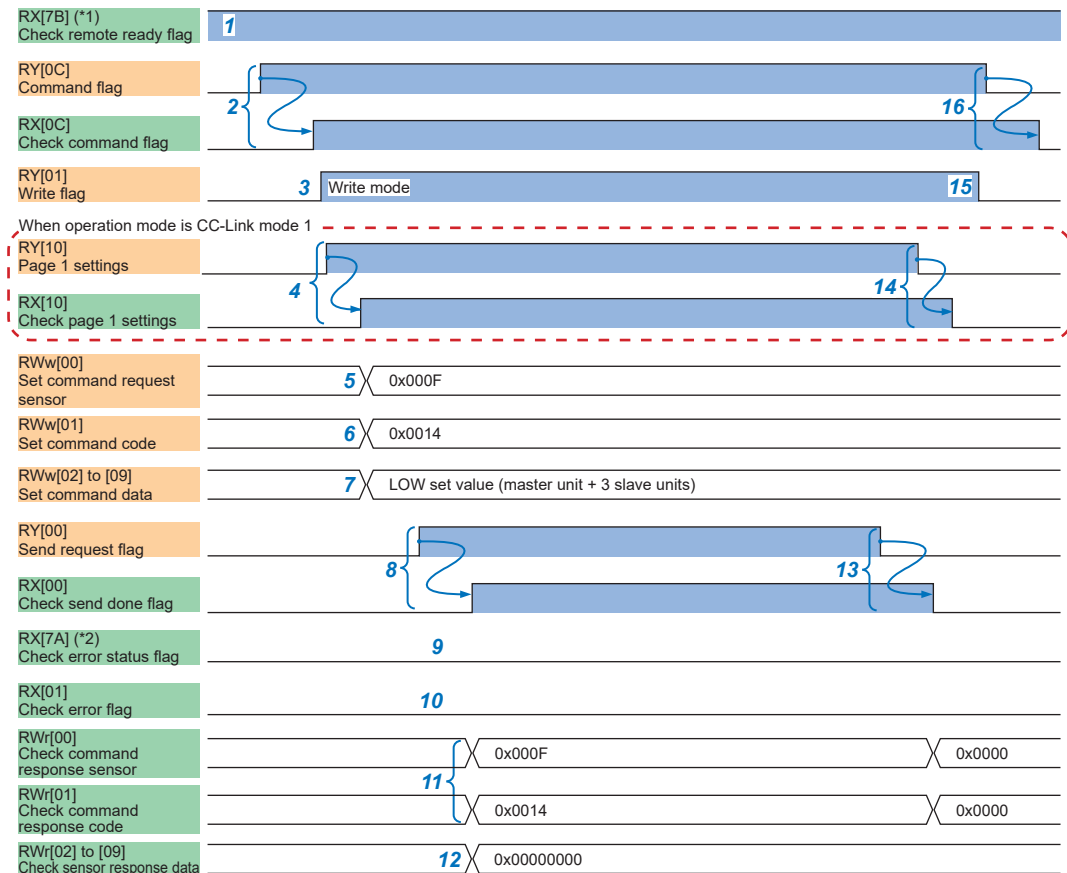 RX[7B] (*1)
Check remote ready flag
1
RY[0C]
Command flag
2
16
RX[0C]
Check command flag
RY[01]
Write flag
3
Write mode
15
When operation mode is CC-Link mode 1
RY[10]
Page 1 settings
4
14
RX[10]
Check page 1 settings
RWw[00]
Set command request
sensor
5
0x000F
RWw[01]
Set command code
6
0x0014
RWw[02] to [09]
Set command data
7
LOW set value (master unit + 3 slave units)
RY[00]
Send request flag
8
13
RX[00]
Check send done flag
RX[7A] (*2)
Check error status flag
9
RX[01]
Check error flag
10
RWr[00]
Check command
response sensor
0x000F
0x0000
11
RWr[01]
Check command
response code
0x0014
0x0000
RWr[02] to [09]
Check sensor response data
12
0x00000000